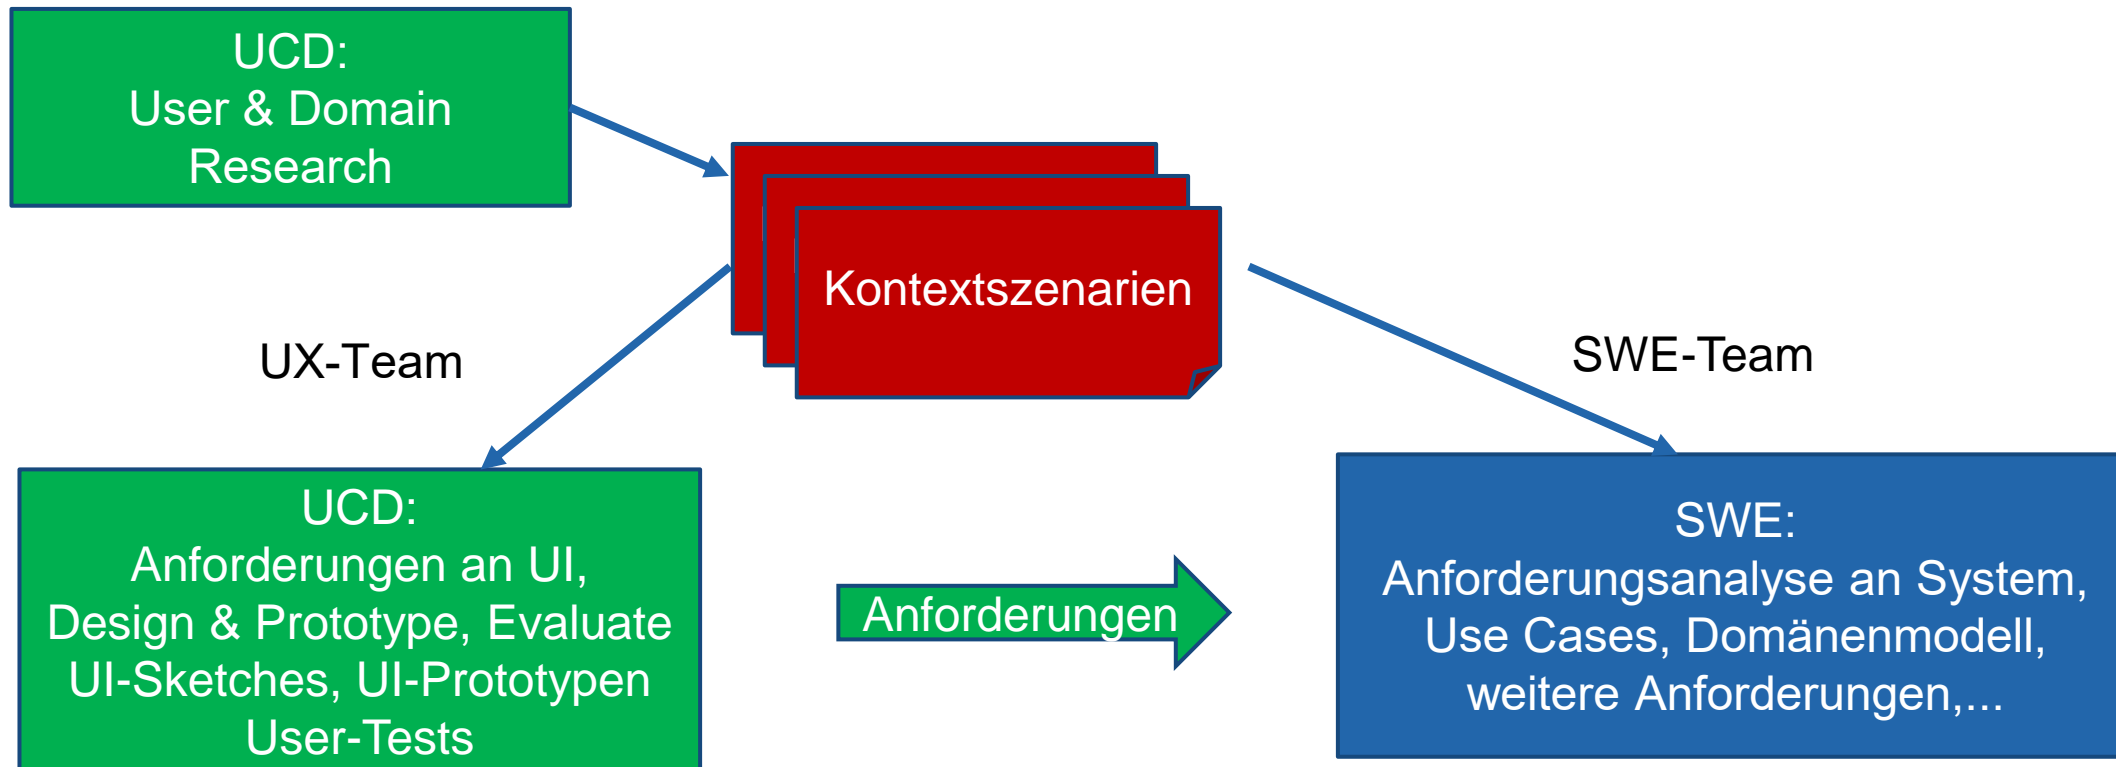 UCD:
User & Domain
Research
Kontextszenarien
UX-Team
SWE-Team
UCD:
Anforderungen an UI,
Design & Prototype, Evaluate
UI-Sketches, UI-Prototypen
User-Tests
Anforderungen
SWE:
Anforderungsanalyse an System,
Use Cases, Domänenmodell,
weitere Anforderungen,...